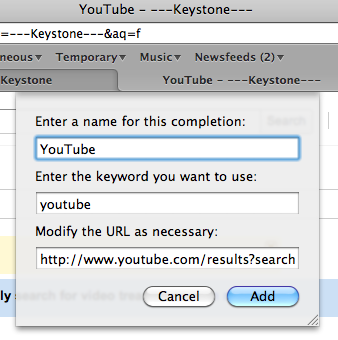 YouTube - ---Keystone---
=---Keystone---&aq=f
neous Temporary Music Newsfeeds (2)
Keystone YouTube - ---Keystone---
Enter a name for this completion:
Search
YouTube
Enter the keyword you want to use:
youtube
Modify the URL as necessary:
http://www.youtube.com/results?search
ly search for video
Cancel Add